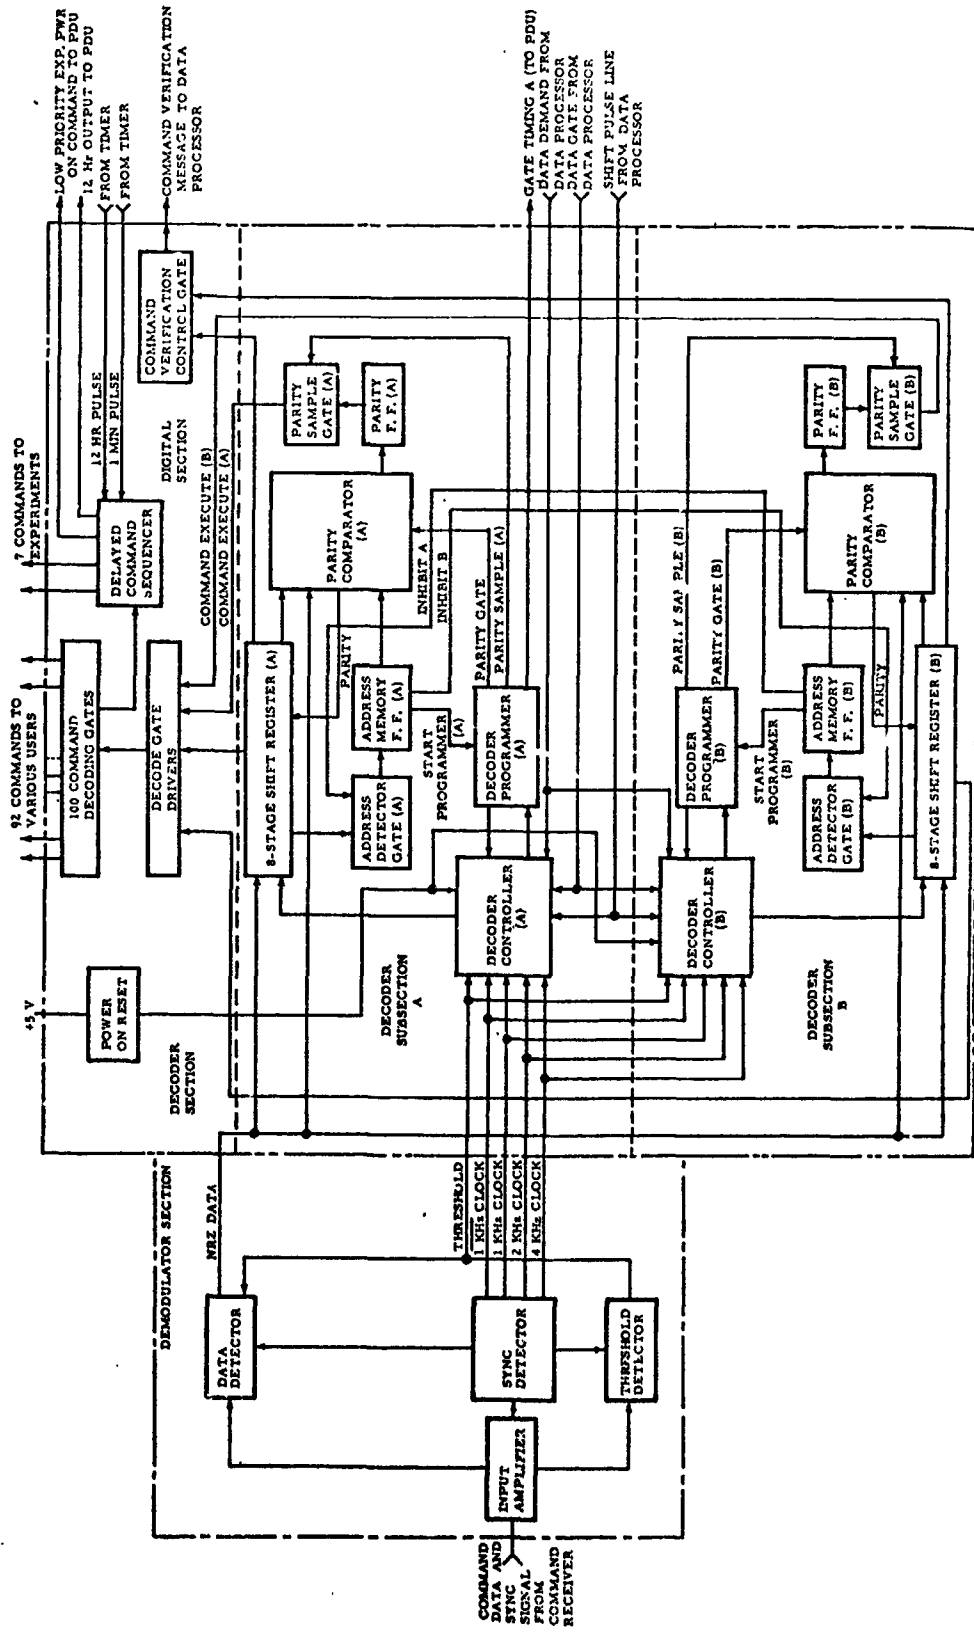 COMMAND
DATA AND
SYNC
SIGNAL
FROM
COMMAND
RECEIVER
DEMODULATOR SECTION
INPUT
AMPLIFIER
DATA
DETECTOR
SYNC
DETECTOR
THRESHOLD
DETECTOR
NRZ DATA
THRESHOLD
1 KHz CLOCK
1 KHz CLOCK
2 KHz CLOCK
4 KHz CLOCK
+5 V
POWER
ON RESET
DECODER
SECTION
92 COMMANDS TO
VARIOUS USERS
100 COMMAND
DECODING GATES
DECODE GATE
DRIVERS
7 COMMANDS TO
EXPERIMENTS
DELAYED
COMMAND
SEQUENCER
12 HR PULSE
1 MIN PULSE
LOW PRIORITY EXP. PWR
ON COMMAND TO PDU
12 Hr OUTPUT TO PDU
FROM TIMER
FROM TIMER
COMMAND
VERIFICATION
CONTROL GATE
COMMAND VERIFICATION
MESSAGE TO DATA
PROCESSOR
DIGITAL
SECTION
COMMAND EXECUTE (B)
COMMAND EXECUTE (A)
8-STAGE SHIFT REGISTER (A)
PARITY
PARITY
COMPARATOR
(A)
PARITY
SAMPLE
GATE (A)
PARITY
F. F. (A)
ADDRESS
DETECTOR
GATE (A)
ADDRESS
MEMORY
F. F. (A)
INHIBIT A
INHIBIT B
START
PROGRAMMER
(A)
PARITY GATE
PARITY SAMPLE (A)
DECODER
PROGRAMMER
(A)
DECODER
CONTROLLER
(A)
DECODER
SUBSECTION
A
GATE TIMING A (TO PDU)
DATA DEMAND FROM
DATA PROCESSOR
DATA GATE FROM
DATA PROCESSOR
SHIFT PULSE LINE
FROM DATA
PROCESSOR
DECODER
CONTROLLER
(B)
DECODER
PROGRAMMER
(B)
PARITY SAMPLE (B)
PARITY GATE (B)
START
PROGRAMMER
(B)
DECODER
SUBSECTION
B
ADDRESS
DETECTOR
GATE (B)
ADDRESS
MEMORY
F. F. (B)
PARITY
PARITY
COMPARATOR
(B)
PARITY
F. F. (B)
PARITY
SAMPLE
GATE (B)
8-STAGE SHIFT REGISTER (B)